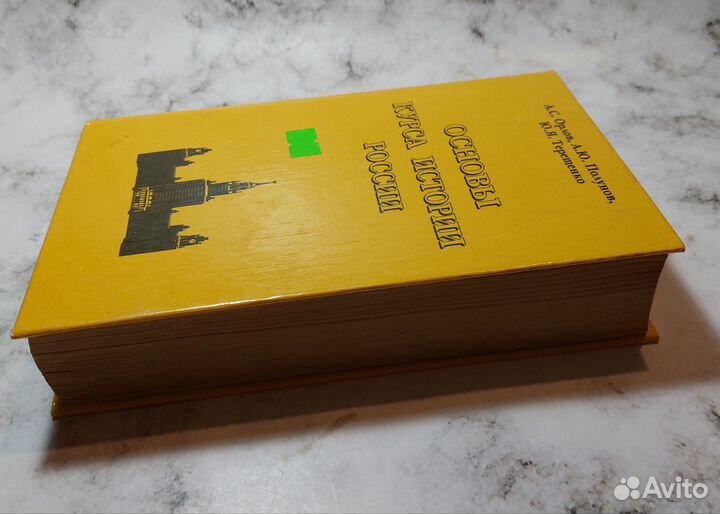 А.С. Орлов, А.Ю. Полунов,
Ю.Я. Терещенко
ОСНОВЫ
КУРСА ИСТОРИИ
РОССИИ
Avito